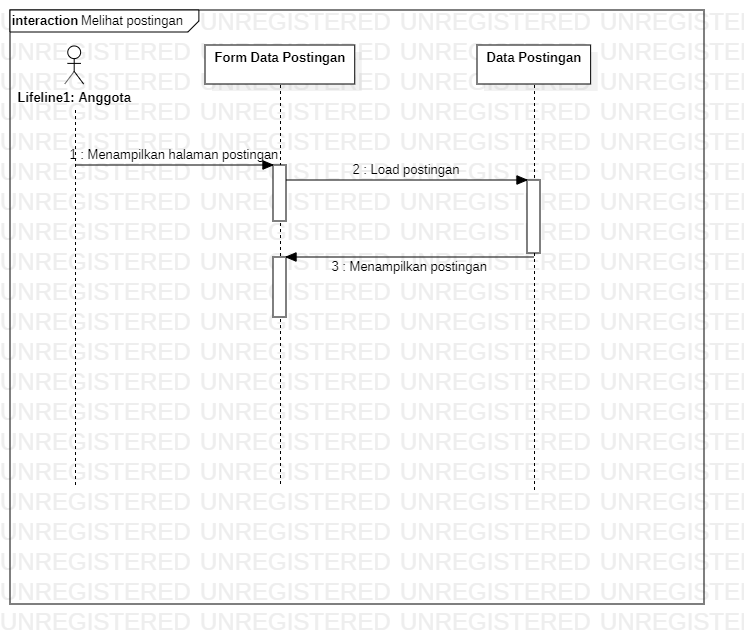 interaction Melihat postingan
Form Data Postingan
Data Postingan
Lifeline1: Anggota
1 : Menampilkan halaman postingan
2 : Load postingan
3 : Menampilkan postingan
UNREGISTERED UNREGISTERED UNREGISTERED UNREGISTERED